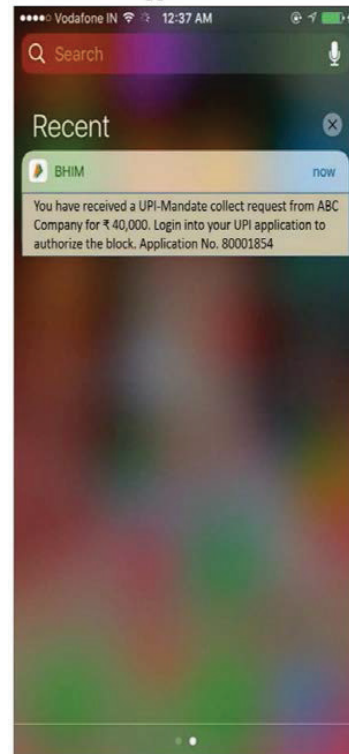 Vodafone IN 12:37 AM
Search
Recent
BHIM now
You have received a UPI-Mandate collect request from ABC
Company for ₹ 40,000. Login into your UPI application to
authorize the block. Application No. 80001854